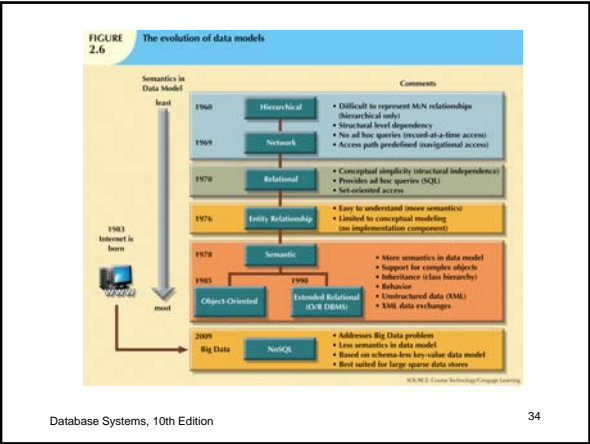 FIGURE
2.6
The evolution of data models
Semantics in
Data Model
Comments
least
1960
Hierarchical
• Difficult to represent M:N relationships
(hierarchical only)
• Structural level dependency
• No ad hoc queries (record-at-a-time access)
• Access path predefined (navigational access)
1969
Network
1970
Relational
• Conceptual simplicity (structural independence)
• Provides ad hoc queries (SQL)
• Set-oriented access
1976
Entity Relationship
• Easy to understand (more semantics)
• Limited to conceptual modeling
(no implementation component)
1983
Internet is
born
WWW
1978
Semantic
• More semantics in data model
• Support for complex objects
• Inheritance (class hierarchy)
• Behavior
• Unstructured data (XML)
• XML data exchanges
1985
1990
Object-Oriented
Extended Relational
(O/R DBMS)
most
2009
Big Data
NoSQL
• Addresses Big Data problem
• Less semantics in data model
• Based on schema-less key-value data model
• Best suited for large sparse data stores
SOURCE: Course Technology/Cengage Learning
Database Systems, 10th Edition
34